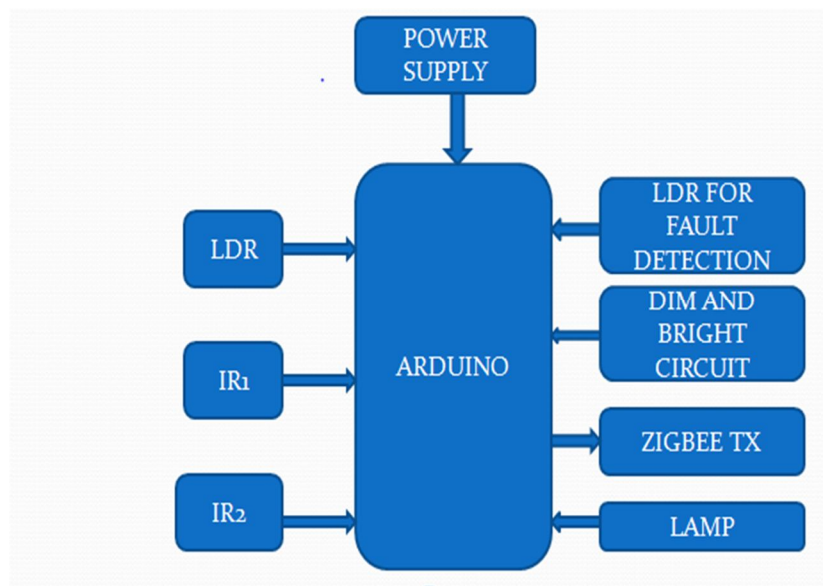 POWER
SUPPLY
LDR
IR1
IR2
ARDUINO
LDR FOR
FAULT
DETECTION
DIM AND
BRIGHT
CIRCUIT
ZIGBEE TX
LAMP